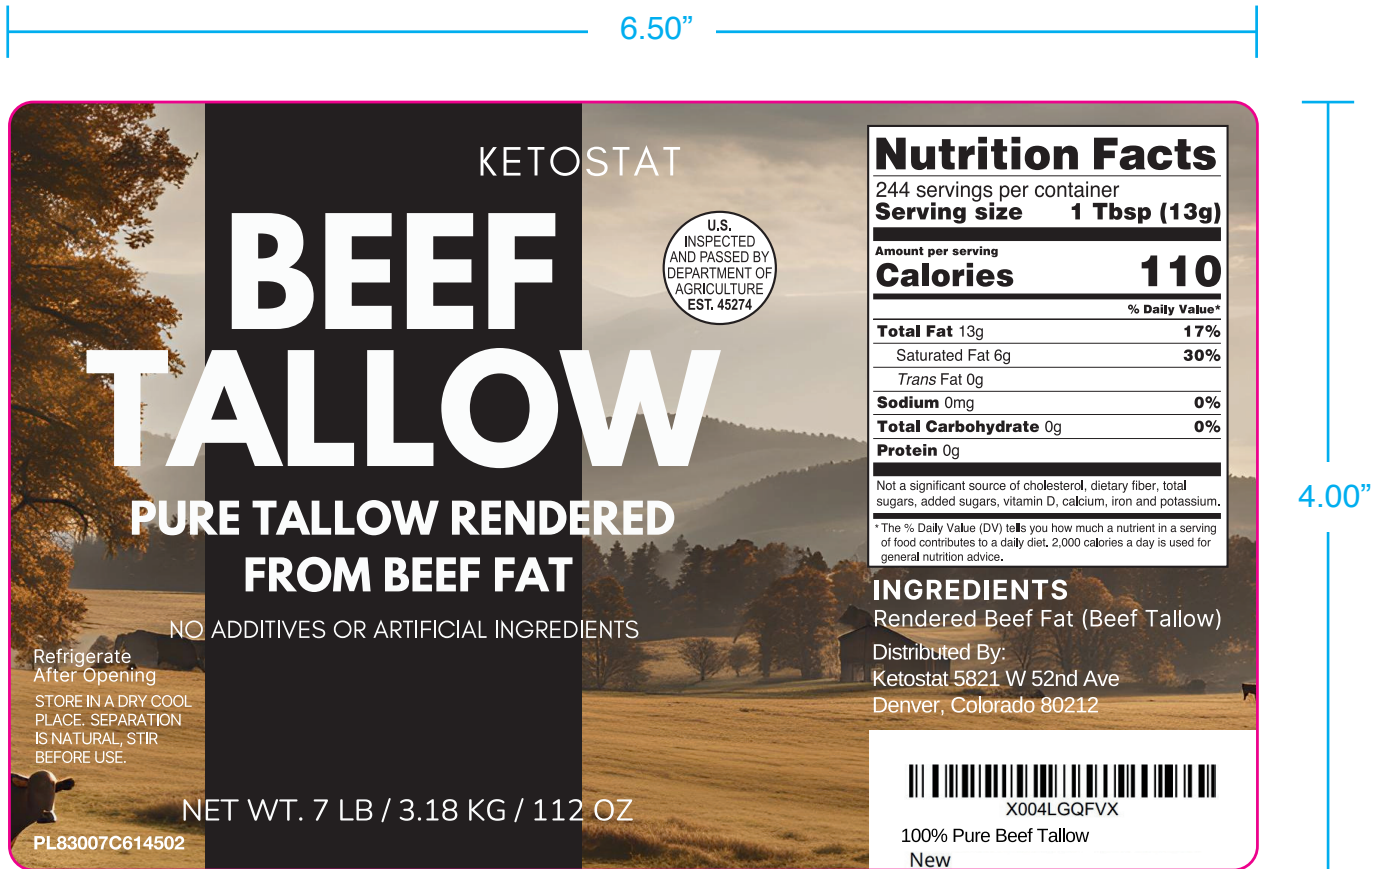 6.50”
KETOSTAT
BEEF
TALLOW
PURE TALLOW RENDERED
FROM BEEF FAT
NO ADDITIVES OR ARTIFICIAL INGREDIENTS
U.S.
INSPECTED
AND PASSED BY
DEPARTMENT OF
AGRICULTURE
EST. 45274
Refrigerate
After Opening
STORE IN A DRY COOL
PLACE. SEPARATION
IS NATURAL, STIR
BEFORE USE.
NET WT. 7 LB / 3.18 KG / 112 OZ
PL83007C614502
Nutrition Facts
244 servings per container
Serving size 1 Tbsp (13g)
Amount per serving
Calories 110
% Daily Value*
Total Fat 13g 17%
Saturated Fat 6g 30%
Trans Fat 0g
Sodium 0mg 0%
Total Carbohydrate 0g 0%
Protein 0g
Not a significant source of cholesterol, dietary fiber, total
sugars, added sugars, vitamin D, calcium, iron and potassium.
* The % Daily Value (DV) tells you how much a nutrient in a serving
of food contributes to a daily diet. 2,000 calories a day is used for
general nutrition advice.
INGREDIENTS
Rendered Beef Fat (Beef Tallow)
Distributed By:
Ketostat 5821 W 52nd Ave
Denver, Colorado 80212
X004LGQFVX
100% Pure Beef Tallow
New
4.00”